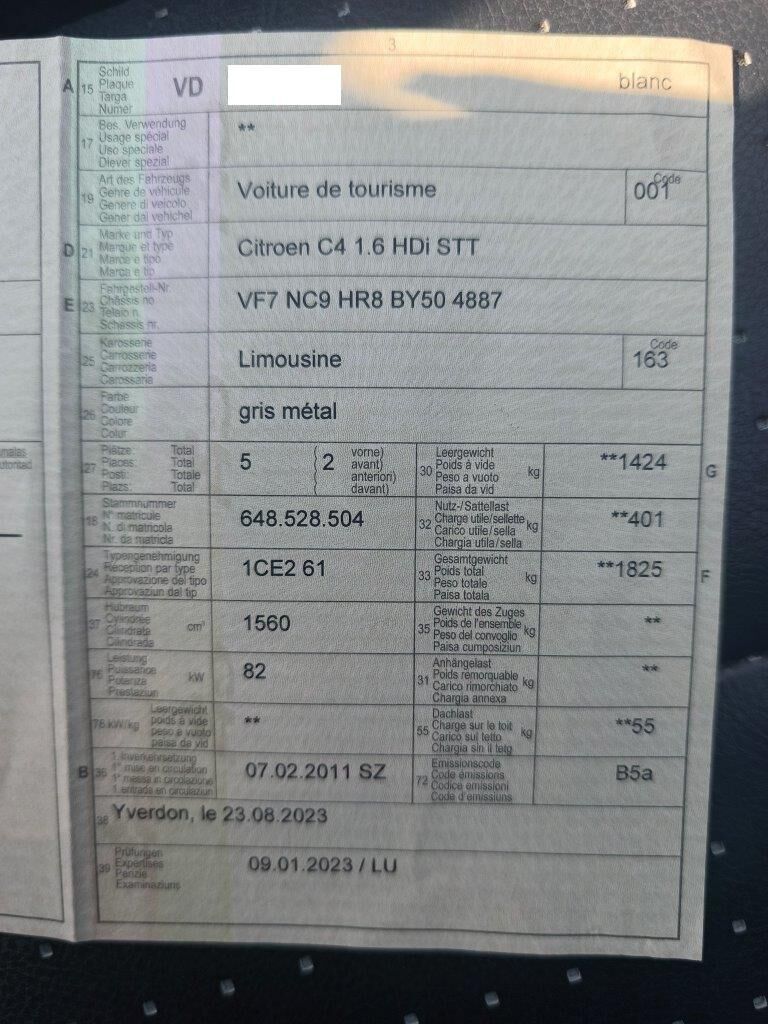 3
A 15 Schild
Plaque
Targa
Numer
VD
blanc
17 Bes. Verwendung
Usage spécial
Uso speciale
Diever spezial
**
19 Art des Fahrzeugs
Genre de véhicule
Genere di veicolo
Gener dal vehichel
Voiture de tourisme
Code
001
D 21 Marke und Typ
Marque et type
Marca e tipo
Marca e tip
Citroen C4 1.6 HDi STT
E 23 Fahrgestell-Nr.
Châssis no
Telaio n.
Schassis nr.
VF7 NC9 HR8 BY50 4887
25 Karosserie
Carrosserie
Carrozzeria
Carossaria
Limousine
Code
163
26 Farbe
Couleur
Colore
Colur
gris métal
27 Plätze: Total
Places: Total
Posti: Totale
Plazs: Total
5
( 2 vorne)
avant)
anteriori)
davant)
30 Leergewicht
Poids à vide
Peso a vuoto
Paisa da vid
kg
**1424
G
18 Stammnummer
N° matricule
N. di matricola
Nr. da matricla
648.528.504
32 Nutz-/Sattellast
Charge utile/sellette
Carico utile/sella
Chargia utila/sella
kg
**401
24 Typengenehmigung
Réception par type
Approvazione del tipo
Approvaziun dal tip
1CE2 61
33 Gesamtgewicht
Poids total
Peso totale
Paisa totala
kg
**1825
F
37 Hubraum
Cylindrée
Cilindrata
Cilindrada
cm³
1560
35 Gewicht des Zuges
Poids de l'ensemble
Peso del convoglio
Paisa cumposiziun
kg
**
76 Leistung
Puissance
Potenza
Prestaziun
kW
82
31 Anhängelast
Poids remorquable
Carico rimorchiato
Chargia annexa
kg
**
78 kW/kg Leergewicht
poids à vide
peso a vuoto
paisa da vid
**
55 Dachlast
Charge sur le toit
Carico sul tetto
Chargia sin il tetg
kg
**55
B 36 1. Inverkehrsetzung
1re mise en circulation
1a messa in circolazione
1. entrada en circulaziun
07.02.2011 SZ
72 Emissionscode
Code émissions
Codice emissioni
Code d'emissiuns
B5a
38 Yverdon, le 23.08.2023
39 Prüfungen
Expertises
Perizie
Examinaziuns
09.01.2023 / LU